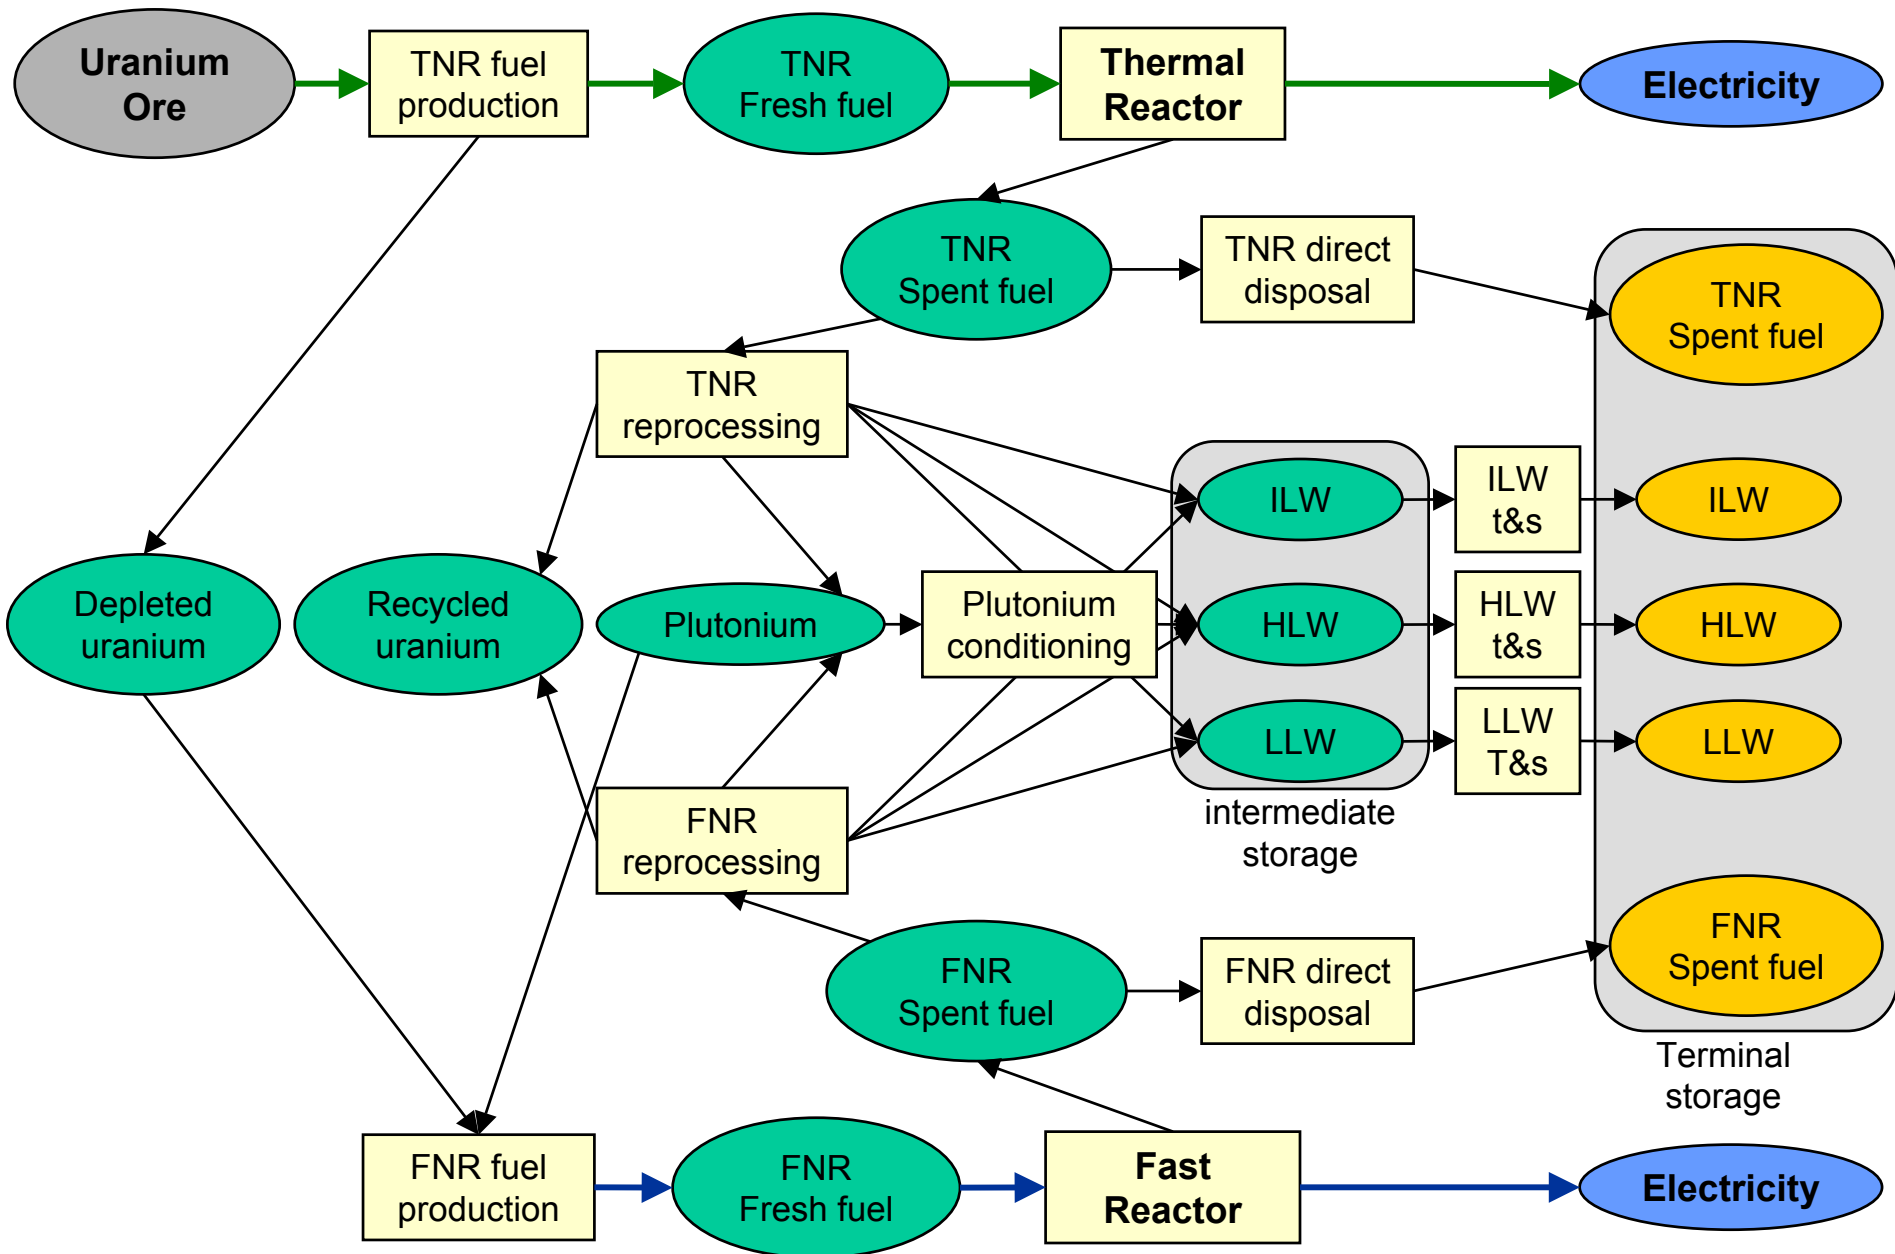 Uranium
Ore
TNR fuel
production
TNR
Fresh fuel
Thermal
Reactor
Electricity
TNR
Spent fuel
TNR direct
disposal
TNR
Spent fuel
TNR
reprocessing
ILW
ILW
t&s
ILW
Depleted
uranium
Recycled
uranium
Plutonium
Plutonium
conditioning
HLW
HLW
t&s
HLW
LLW
LLW
T&s
LLW
intermediate
storage
FNR
reprocessing
FNR
Spent fuel
FNR direct
disposal
FNR
Spent fuel
Terminal
storage
FNR fuel
production
FNR
Fresh fuel
Fast
Reactor
Electricity